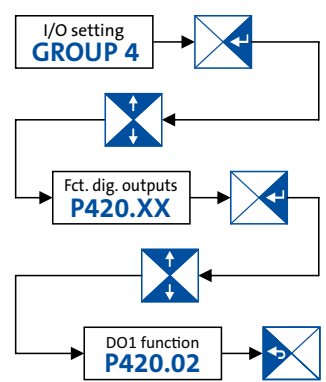 I/O setting
GROUP 4
Fct. dig. outputs
P420.XX
DO1 function
P420.02